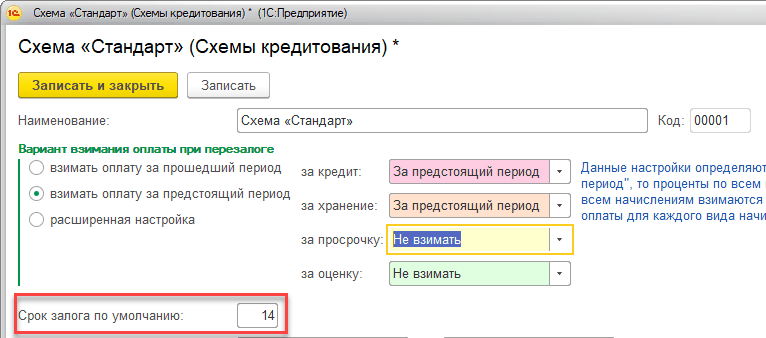 Схема «Стандарт» (Схемы кредитования) * (1С:Предприятие)
Схема «Стандарт» (Схемы кредитования) *
Записать и закрыть Записать
Наименование: Схема «Стандарт» Код: 00001
Вариант взимания оплаты при перезалоге
взимать оплату за прошедший период
взимать оплату за предстоящий период
расширенная настройка
за кредит: За предстоящий период
за хранение: За предстоящий период
за просрочку: Не взимать
за оценку: Не взимать
Данные настройки определяют
период", то проценты по всем
всем начислениям взимаются
оплаты для каждого вида
Срок залога по умолчанию: 14